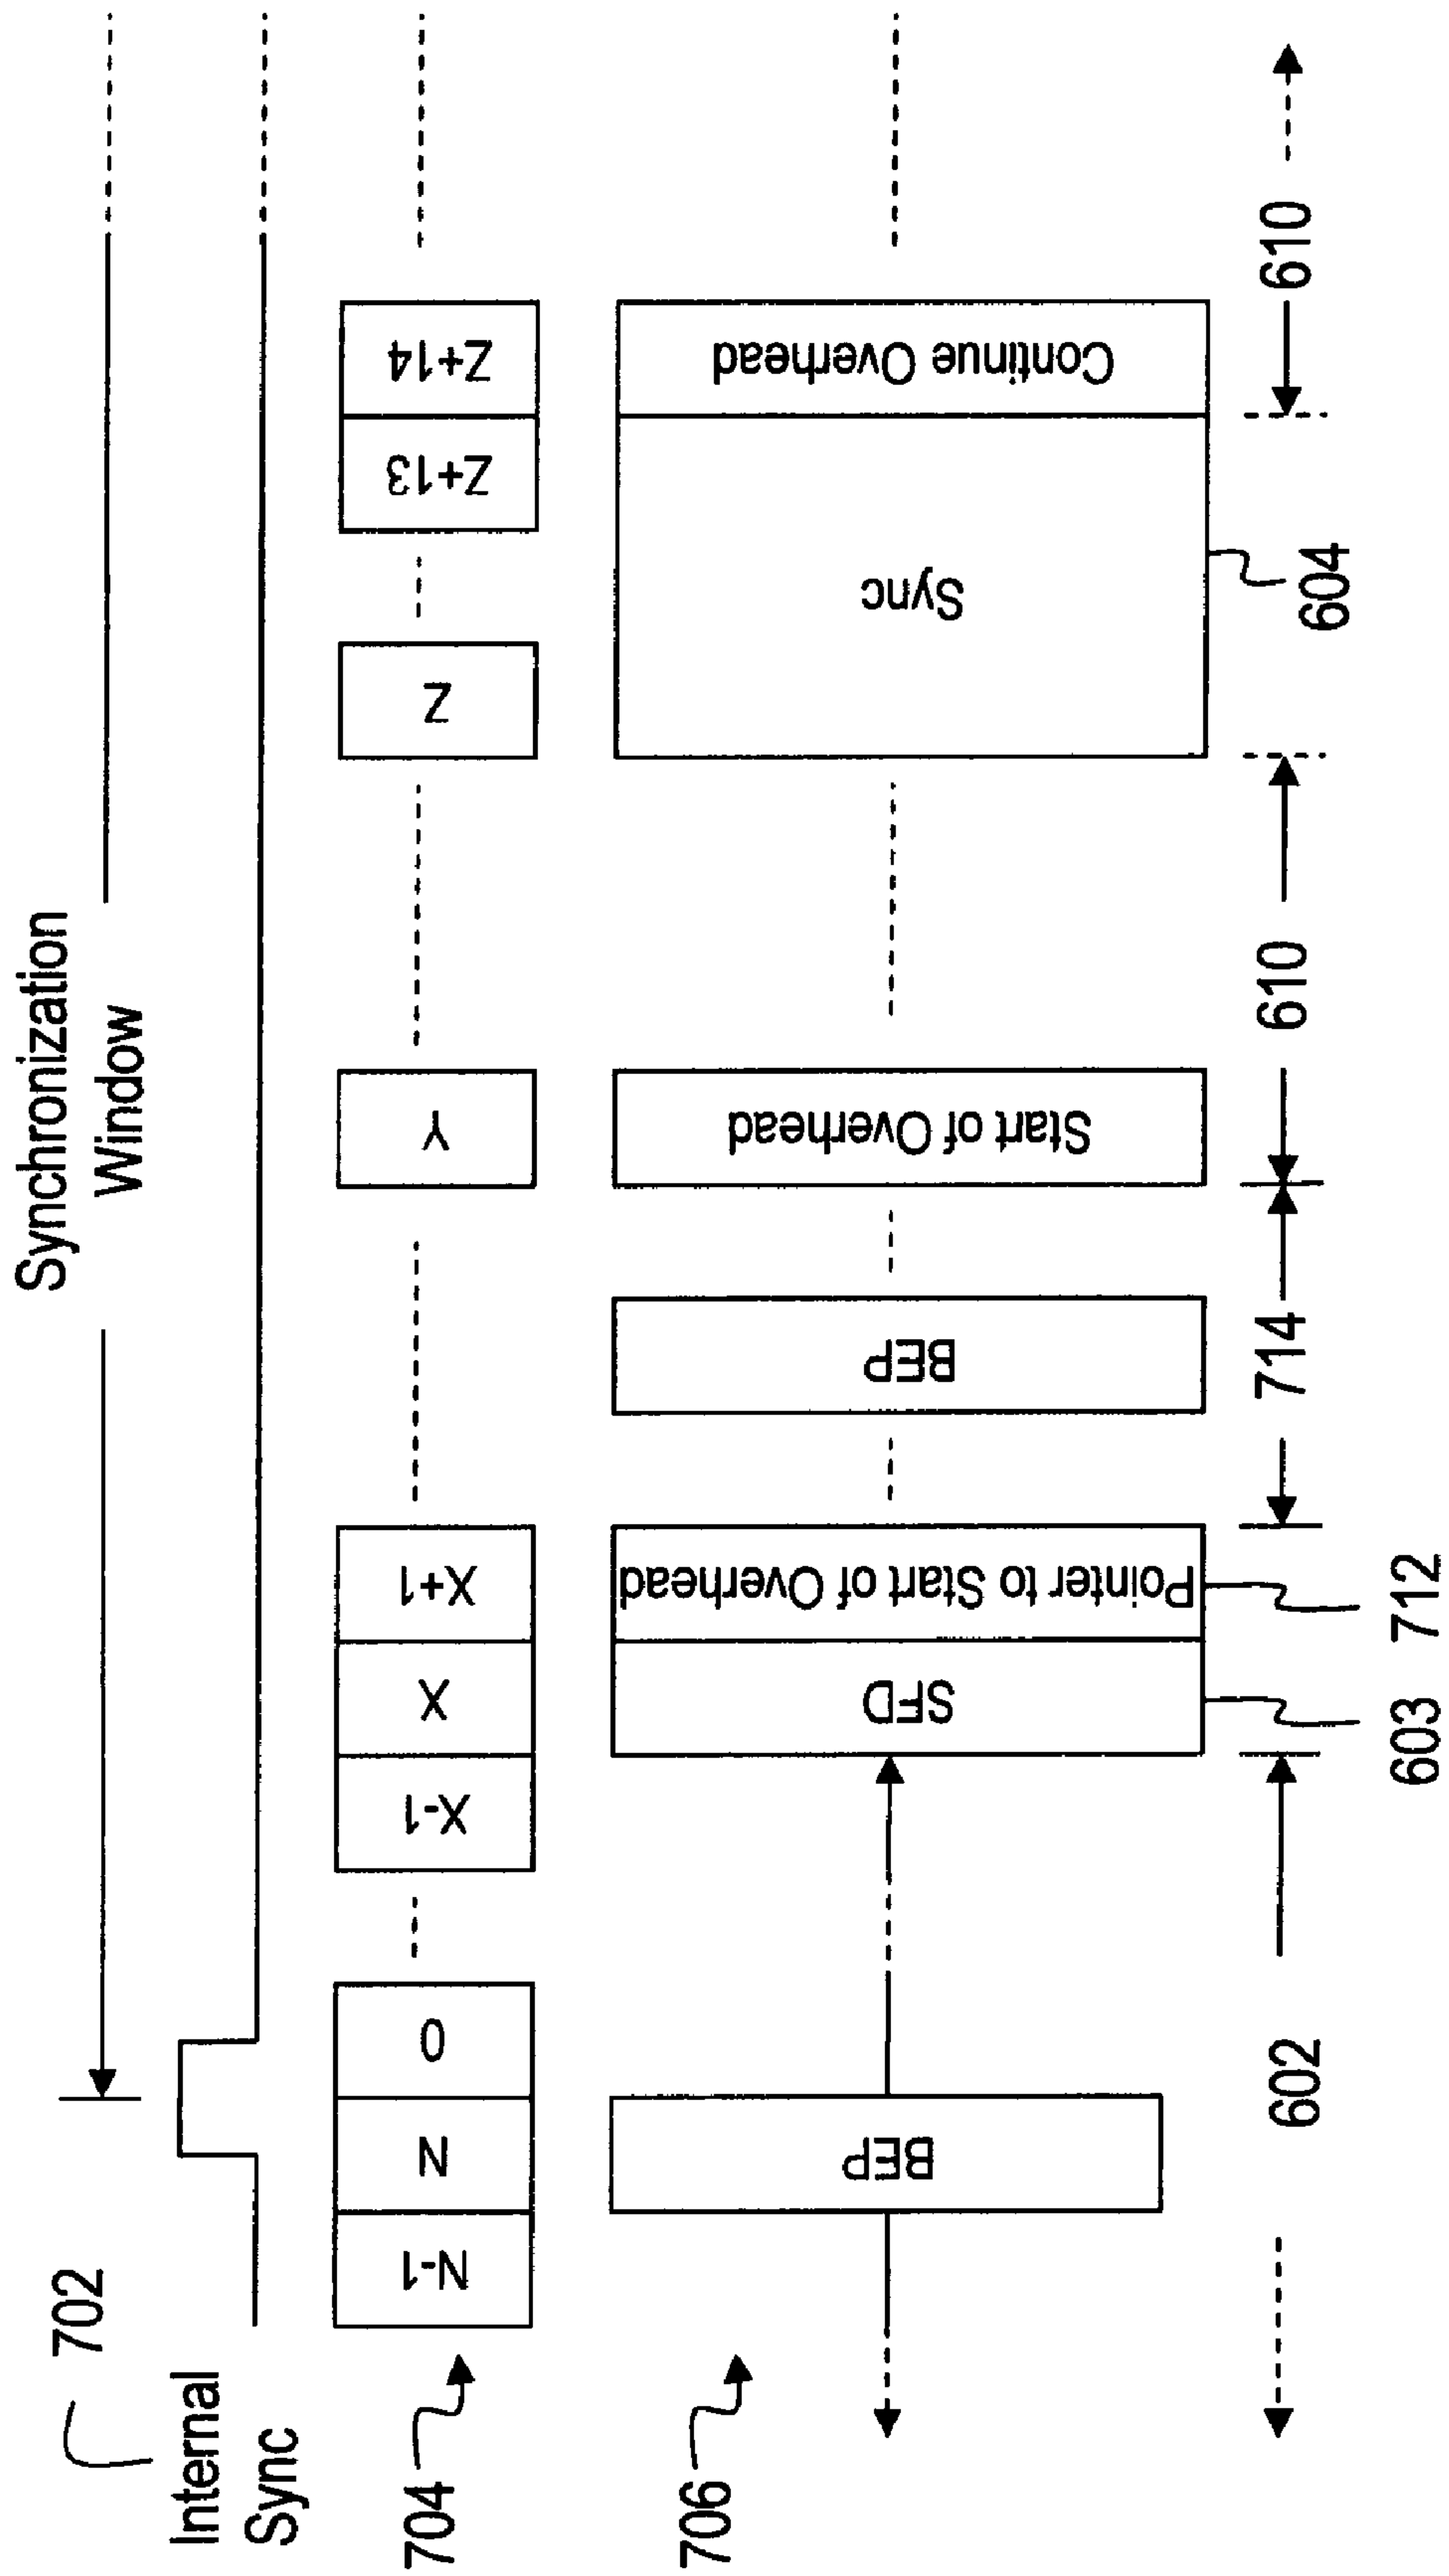 Synchronization
Window
702
Internal
Sync
704
N-1
N
0
X-1
X
X+1
Y
Z
Z+13
Z+14
706
BEP
SFD
Pointer to Start of Overhead
BEP
Start of Overhead
Sync
Continue Overhead
602
603
712
714
610
604
610